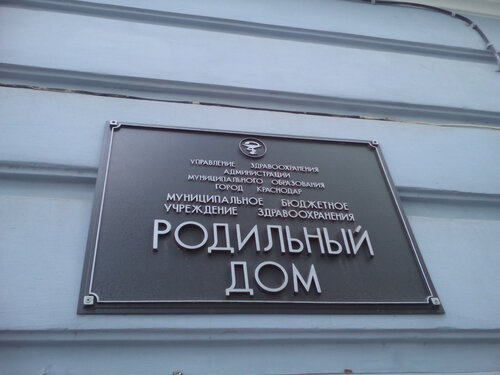 УПРАВЛЕНИЕ ЗДРАВООХРАНЕНИЯ
АДМИНИСТРАЦИИ
МУНИЦИПАЛЬНОГО ОБРАЗОВАНИЯ
ГОРОД КРАСНОДАР
МУНИЦИПАЛЬНОЕ БЮДЖЕТНОЕ
УЧРЕЖДЕНИЕ ЗДРАВООХРАНЕНИЯ
РОДИЛЬНЫЙ
ДОМ